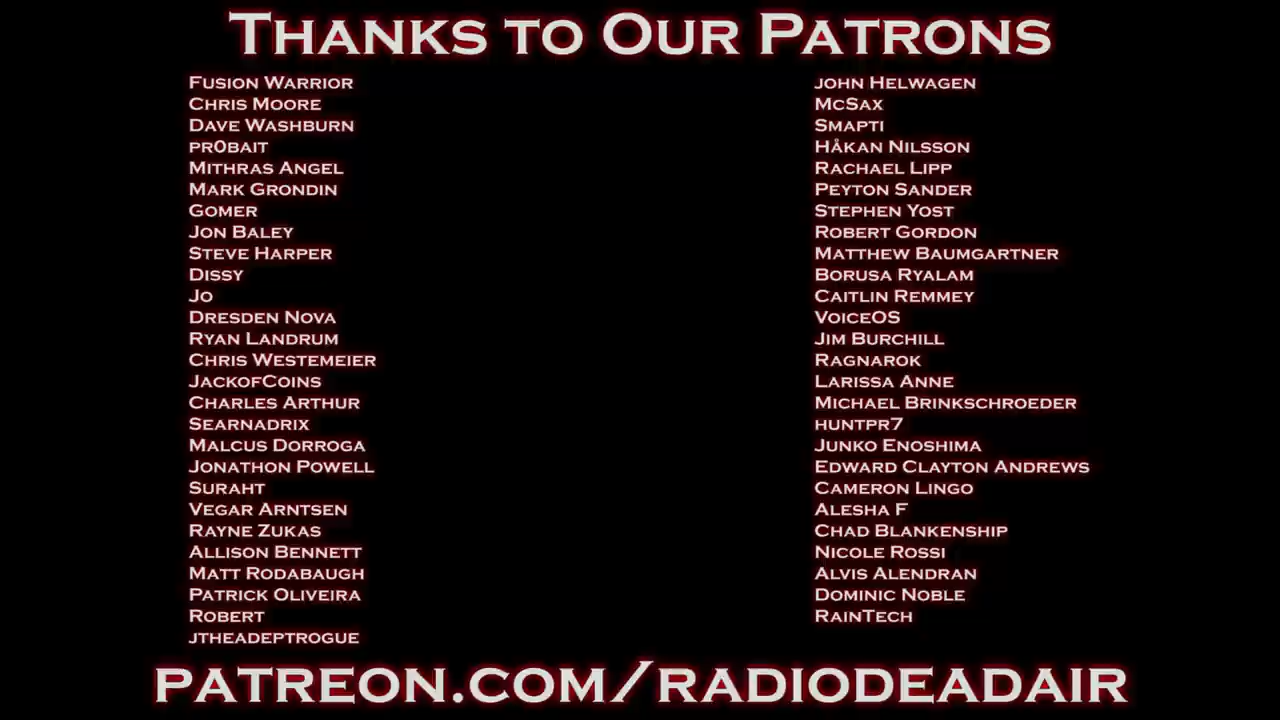 Thanks to Our Patrons
Fusion Warrior
Chris Moore
Dave Washburn
pr0bait
Mithras Angel
Mark Grondin
Gomer
Jon Baley
Steve Harper
Dissy
Jo
Dresden Nova
Ryan Landrum
Chris Westemeier
JackofCoins
Charles Arthur
Searnadrix
Malcus Dorroga
Jonathon Powell
Suraht
Vegar Arntsen
Rayne Zukas
Allison Bennett
Matt Rodabaugh
Patrick Oliveira
Robert
jtheadeptrogue
john Helwagen
McSax
Smapti
Håkan Nilsson
Rachael Lipp
Peyton Sander
Stephen Yost
Robert Gordon
Matthew Baumgartner
Borusa Ryalam
Caitlin Remmey
VoiceOS
Jim Burchill
Ragnarok
Larissa Anne
Michael Brinkschroeder
huntpr7
Junko Enoshima
Edward Clayton Andrews
Cameron Lingo
Alesha F
Chad Blankenship
Nicole Rossi
Alvis Alendran
Dominic Noble
RainTech
patreon.com/radiodeadair